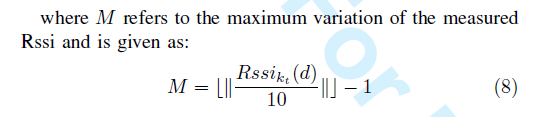 where M refers to the maximum variation of the measured
Rssi and is given as:
M = ⌊‖ Rssi_{k_t}(d) / 10 ‖⌋ − 1 (8)
For